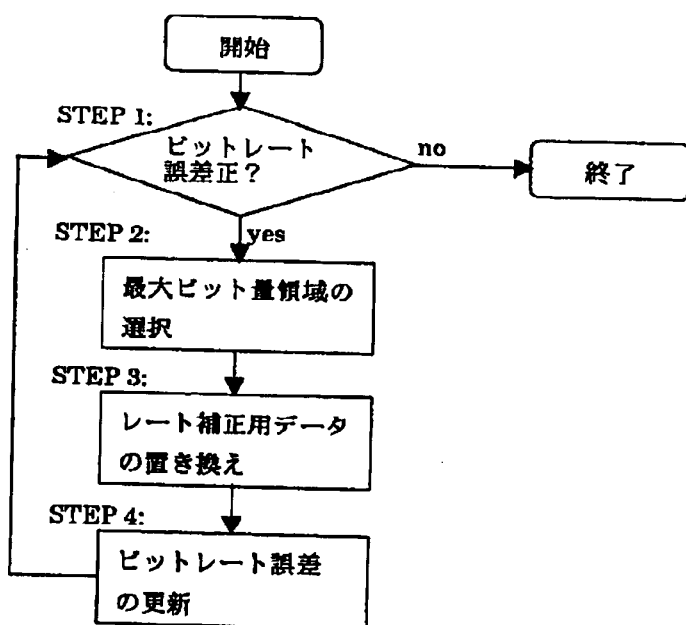 開始
STEP 1:
ビットレート
誤差正？
no
終了
yes
STEP 2:
最大ビット量領域の
選択
STEP 3:
レート補正用データ
の置き換え
STEP 4:
ビットレート誤差
の更新